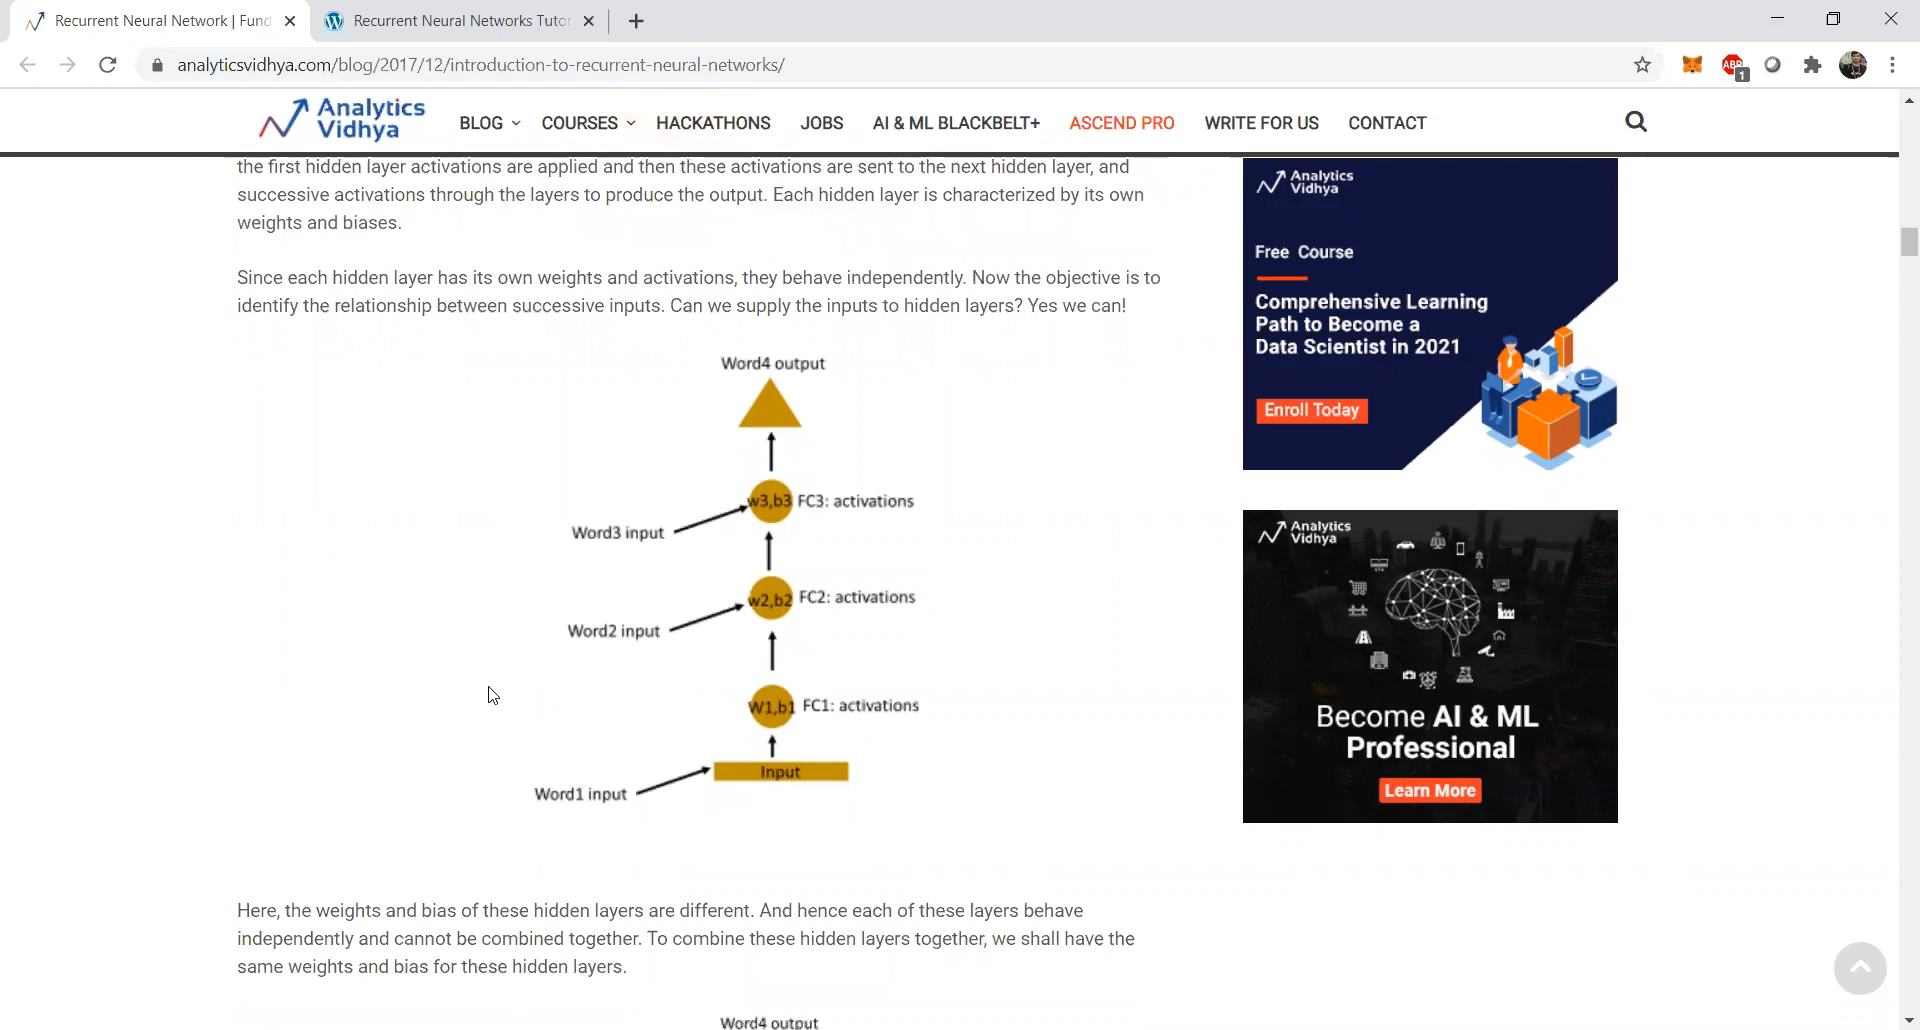 Recurrent Neural Network | Fund
Recurrent Neural Networks Tutor
analyticsvidhya.com/blog/2017/12/introduction-to-recurrent-neural-networks/
ABP
1
Analytics
Vidhya
BLOG
COURSES
HACKATHONS
JOBS
AI & ML BLACKBELT+
ASCEND PRO
WRITE FOR US
CONTACT
the first hidden layer activations are applied and then these activations are sent to the next hidden layer, and
successive activations through the layers to produce the output. Each hidden layer is characterized by its own
weights and biases.
Since each hidden layer has its own weights and activations, they behave independently. Now the objective is to
identify the relationship between successive inputs. Can we supply the inputs to hidden layers? Yes we can!
Word4 output
w3,b3 FC3: activations
Word3 input
w2,b2 FC2: activations
Word2 input
W1,b1 FC1: activations
Input
Word1 input
Here, the weights and bias of these hidden layers are different. And hence each of these layers behave
independently and cannot be combined together. To combine these hidden layers together, we shall have the
same weights and bias for these hidden layers.
Word4 output
Analytics
Vidhya
Free Course
Comprehensive Learning
Path to Become a
Data Scientist in 2021
Enroll Today
Analytics
Vidhya
Become AI & ML
Professional
Learn More